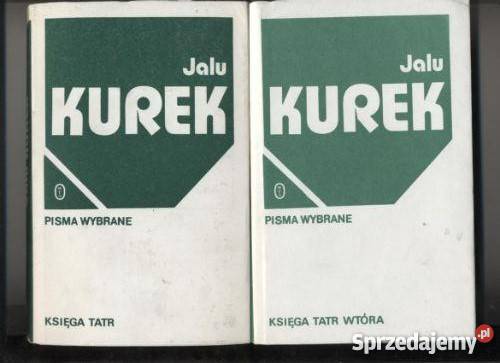 Jalu
KUREK
PISMA WYBRANE
KSIĘGA TATR
Jalu
KUREK
PISMA WYBRANE
KSIĘGA TATR WTÓRA
Sprzedajemy.pl